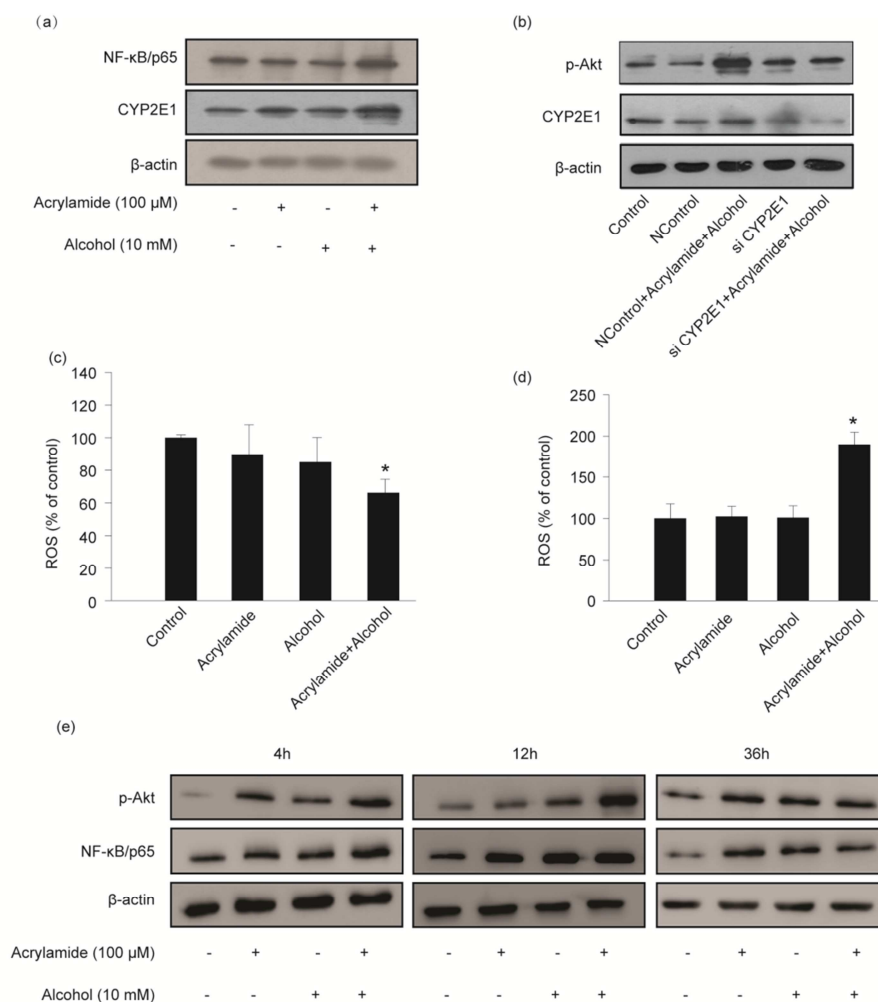 (a)
NF-κB/p65
CYP2E1
β-actin
Acrylamide (100 μM) - + - +
Alcohol (10 mM) - - + +
(b)
p-Akt
CYP2E1
β-actin
Control
NControl
NControl+Acrylamide+Alcohol
si CYP2E1
si CYP2E1+Acrylamide+Alcohol
(c)
ROS (% of control)
140
120
100
80
60
40
20
0
*
Control
Acrylamide
Alcohol
Acrylamide+Alcohol
(d)
ROS (% of control)
250
200
150
100
50
0
*
Control
Acrylamide
Alcohol
Acrylamide+Alcohol
(e)
4h 12h 36h
p-Akt
NF-κB/p65
β-actin
Acrylamide (100 μM) - + - + - + - + - + - +
Alcohol (10 mM) - - + + - - + + - - + +